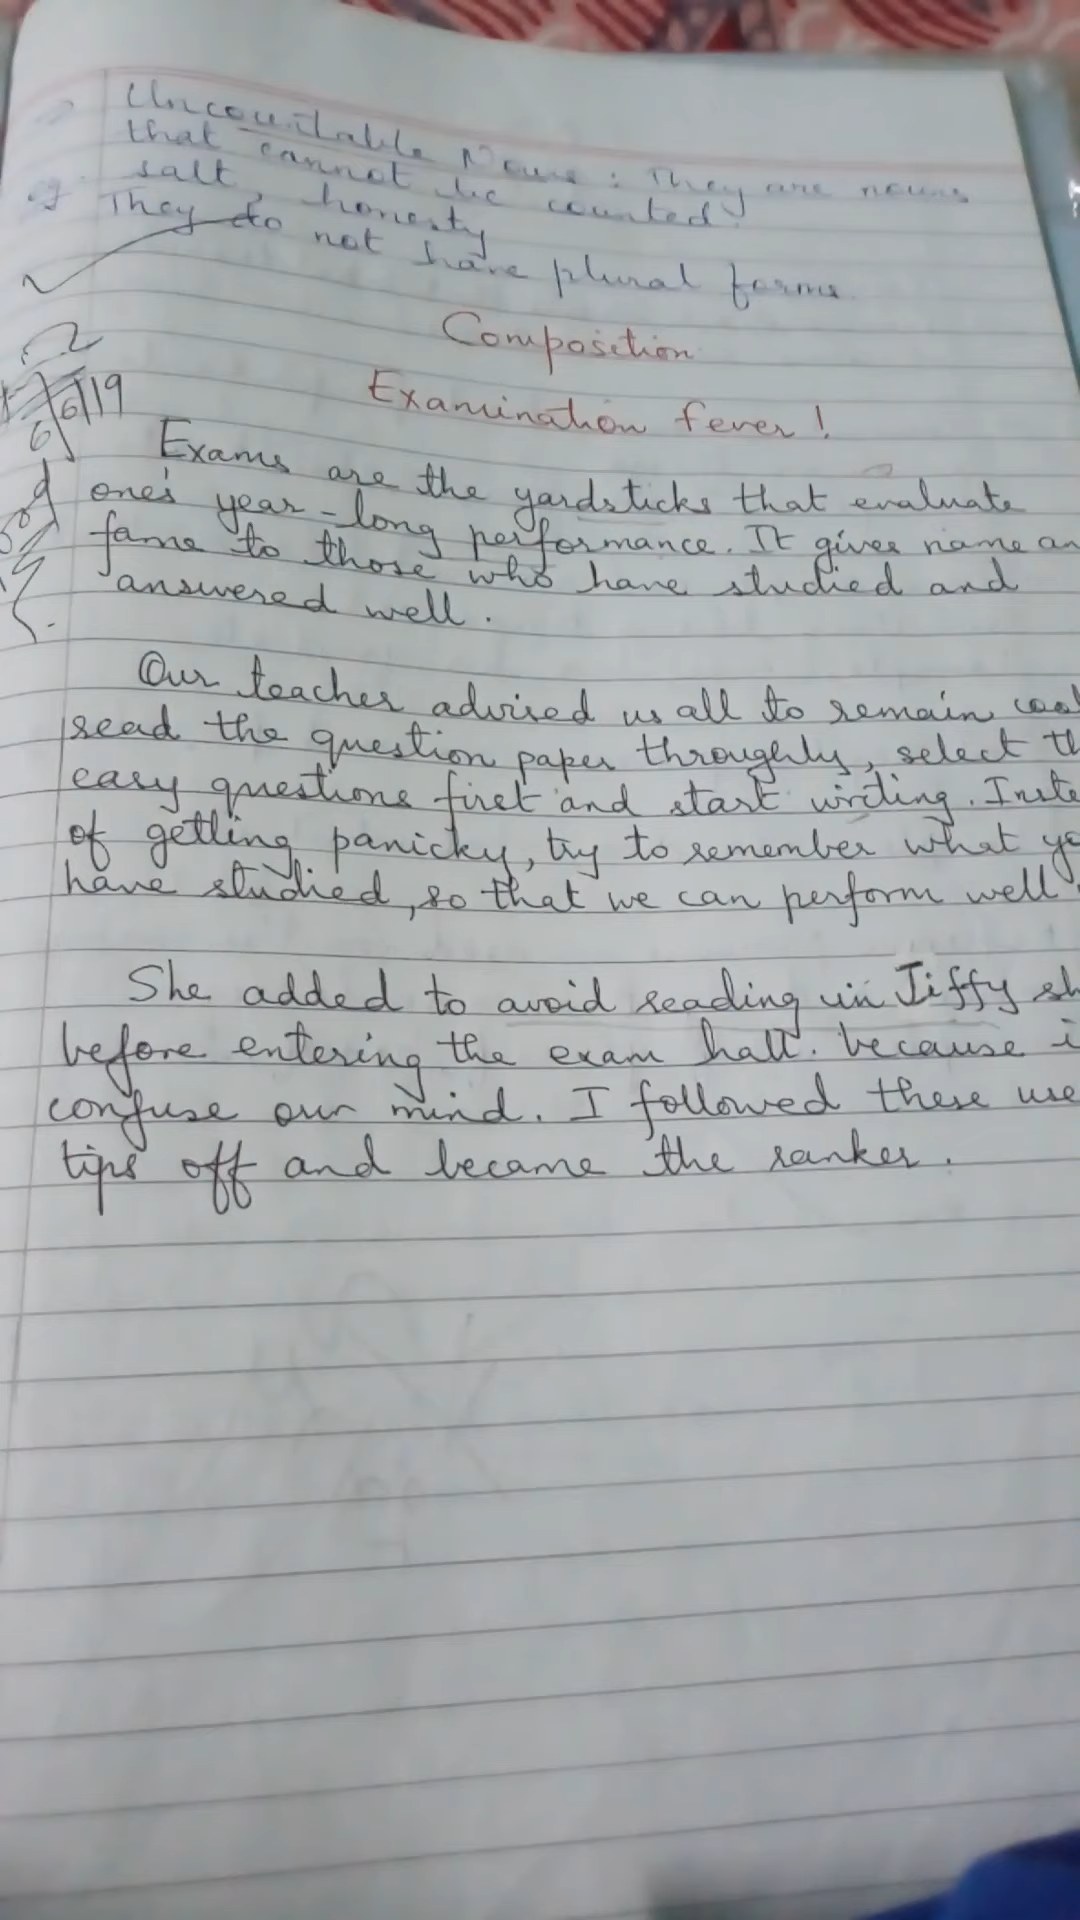 Uncountable Nouns : They are nouns
that cannot be counted.
eg. salt, honesty
They do not have plural forms.
Composition
Examination fever!
6/19
Exams are the yardsticks that evaluate
one's year-long performance. It gives name an
fame to those who have studied and
answered well.
Our teacher advised us all to remain cool
read the question paper throughly, select th
easy questions first and start writing. Inste
of getting panicky, try to remember what yo
have studied, so that we can perform well.
She added to avoid reading in Jiffy sh
before entering the exam hall. because i
confuse our mind. I followed these use
tips off and became the ranker.